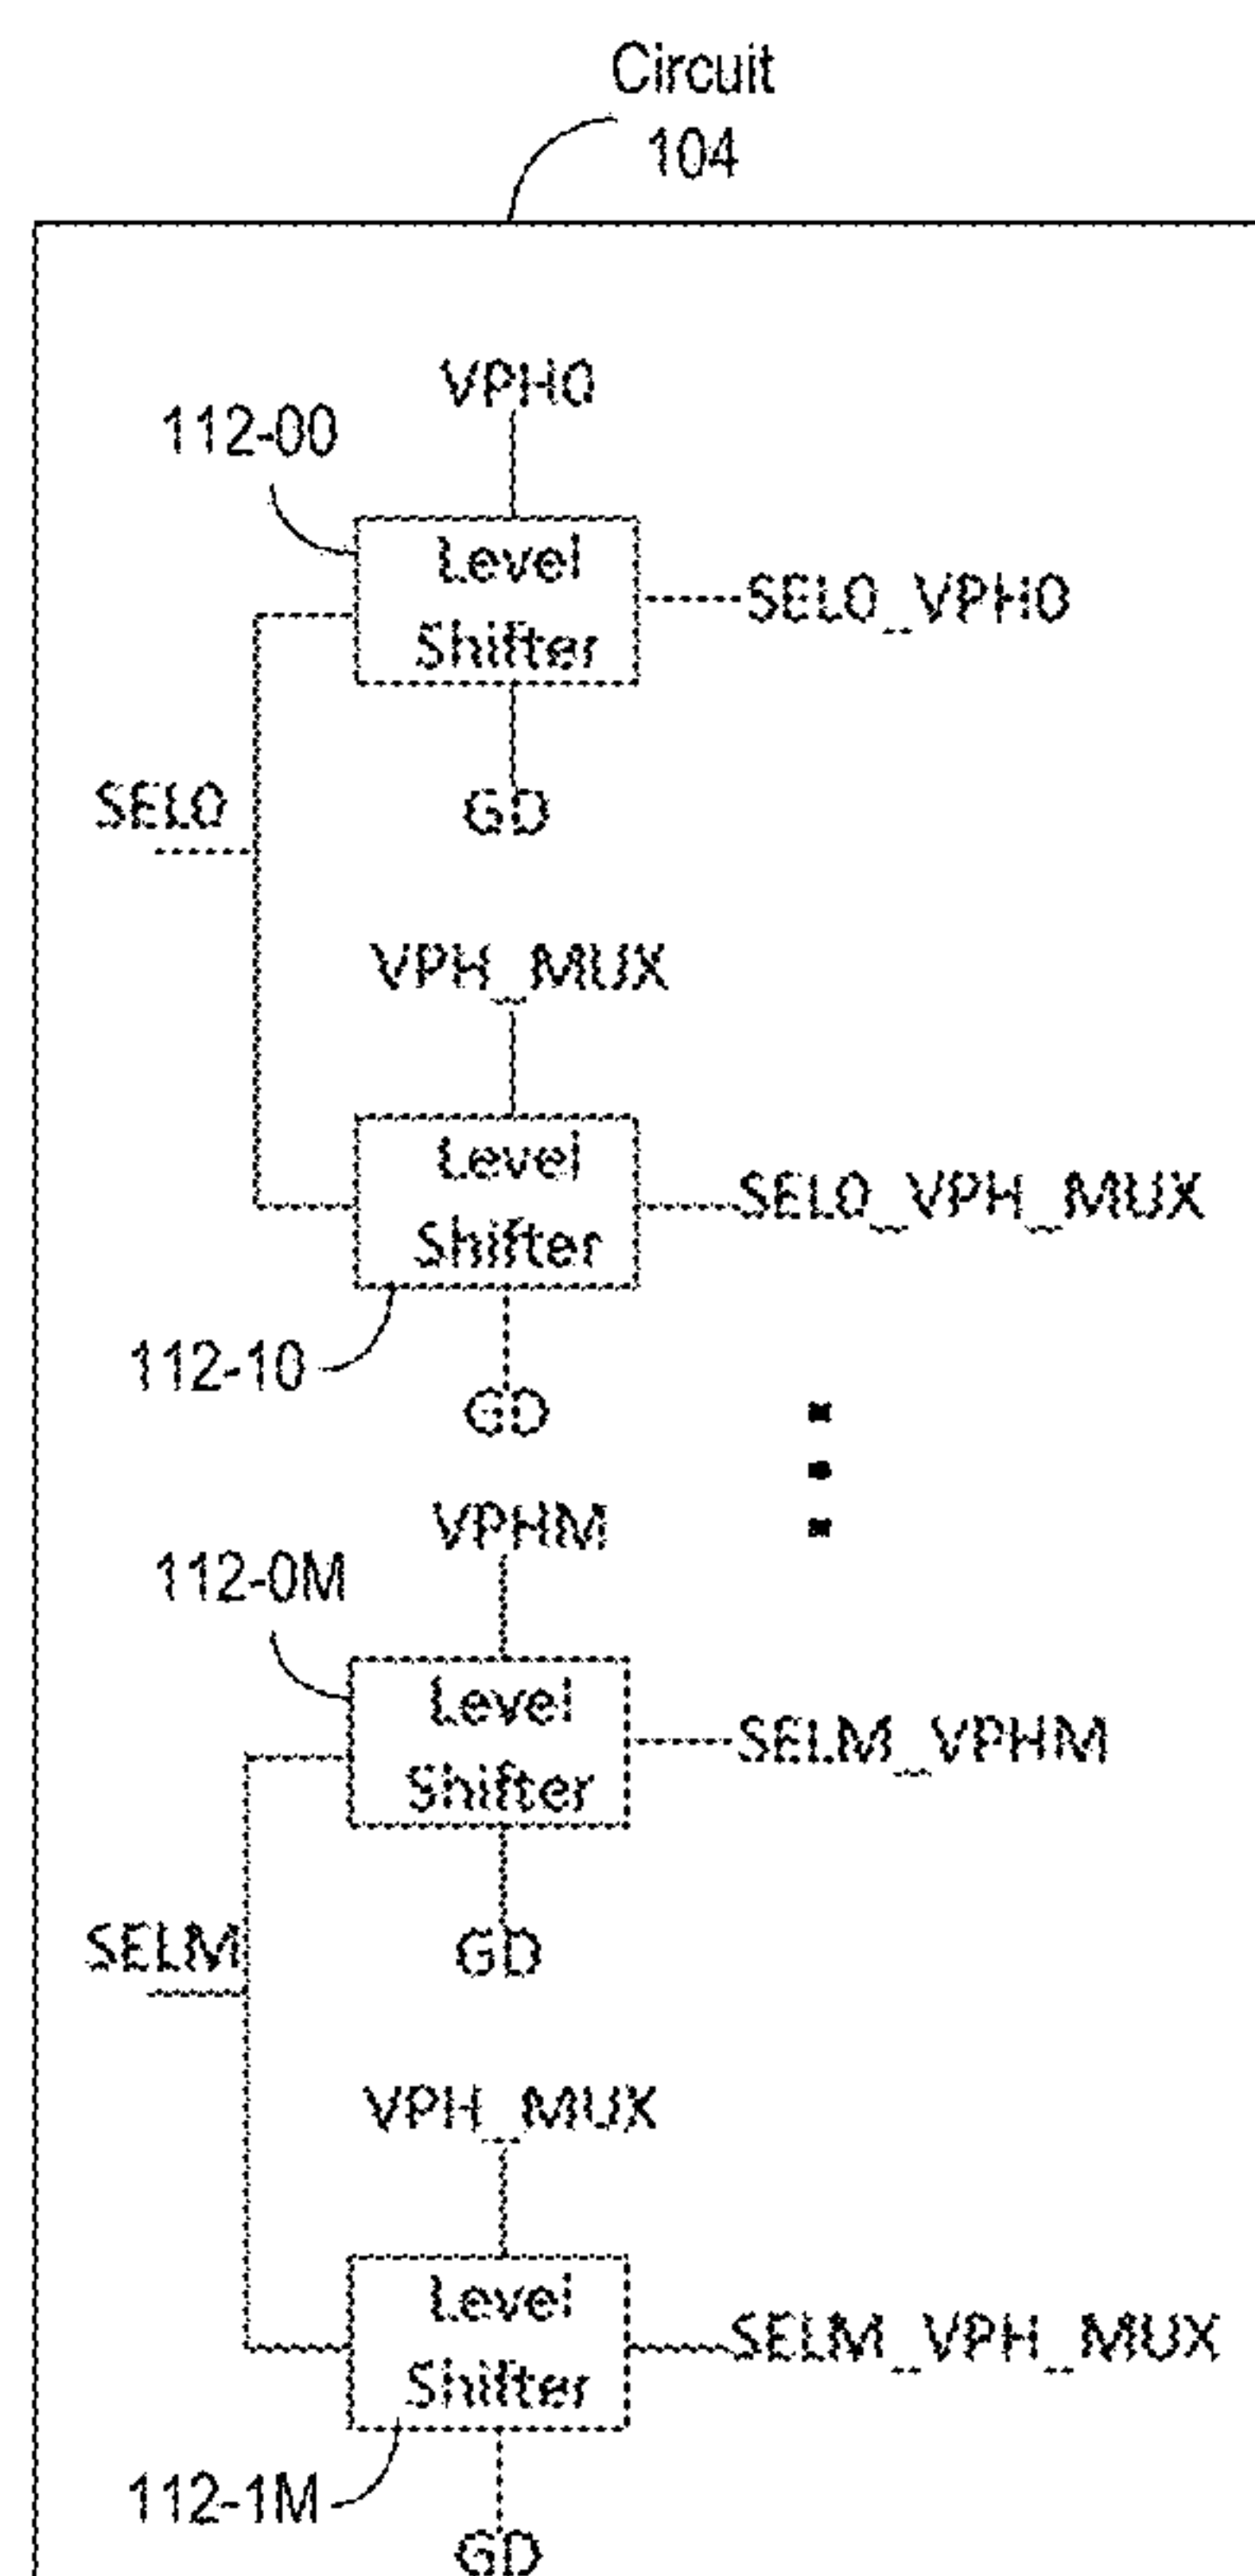 Circuit
104
VPH0
112-00
Level
Shifter
SEL0_VPH0
SEL0
GD
VPH_MUX
Level
Shifter
SEL0_VPH_MUX
112-10
GD
VPHM
112-0M
Level
Shifter
SELM_VPHM
SELM
GD
VPH_MUX
Level
Shifter
SELM_VPH_MUX
112-1M
GD